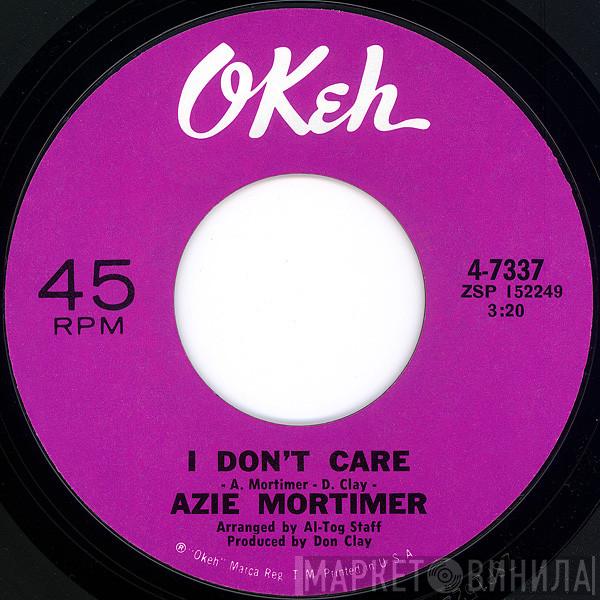 OKeh
45
RPM
4-7337
ZSP 152249
3:20
I DON'T CARE
- A. Mortimer - D. Clay -
AZIE MORTIMER
Arranged by Al-Tog Staff
Produced by Don Clay
® "Okeh" Marca Reg. T M Printed in U S A
МАРКЕТ ВИНИЛА